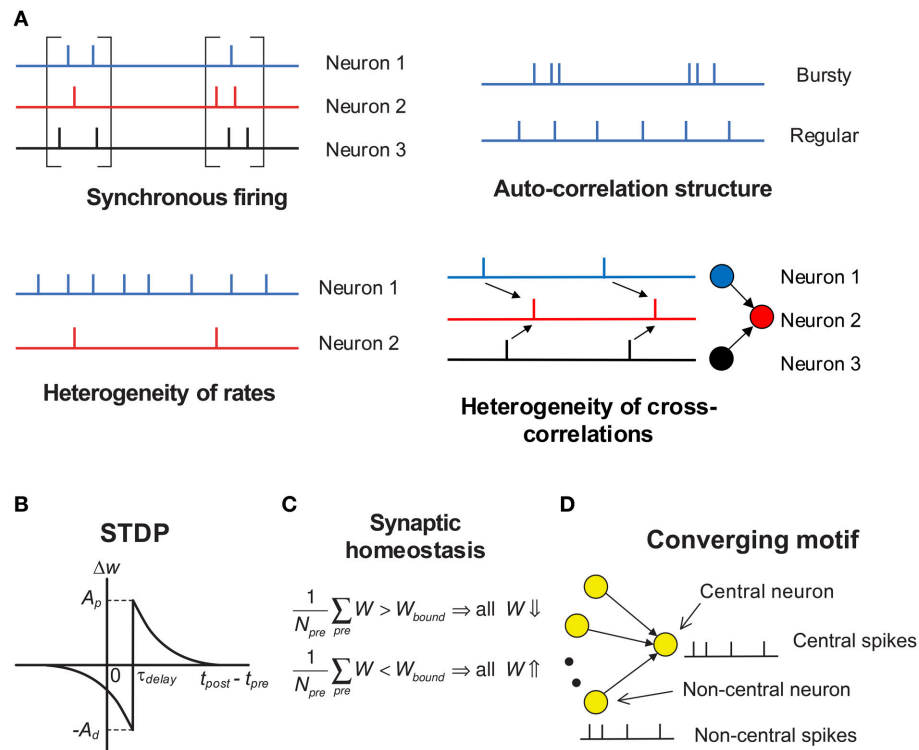 A
Neuron 1
Neuron 2
Neuron 3
Synchronous firing
Bursty
Regular
Auto-correlation structure
Neuron 1
Neuron 2
Heterogeneity of rates
Neuron 1
Neuron 2
Neuron 3
Heterogeneity of cross-
correlations
B
STDP
Δw
A_p
0
τ_delay
t_post - t_pre
-A_d
C
Synaptic
homeostasis
1/N_pre ∑_pre W > W_bound ⇒ all W ⇓
1/N_pre ∑_pre W < W_bound ⇒ all W ⇑
D
Converging motif
Central neuron
Central spikes
Non-central neuron
Non-central spikes